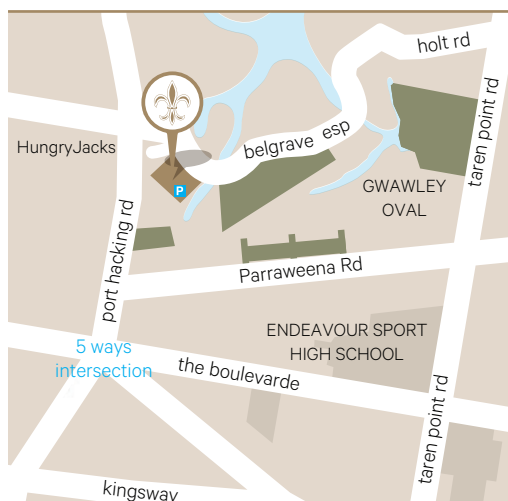 holt rd
HungryJacks
belgrave esp
taren point rd
GWAWLEY
OVAL
P
port hacking rd
Parraweena Rd
ENDEAVOUR SPORT
HIGH SCHOOL
5 ways
intersection
the boulevarde
taren point rd
kingsway